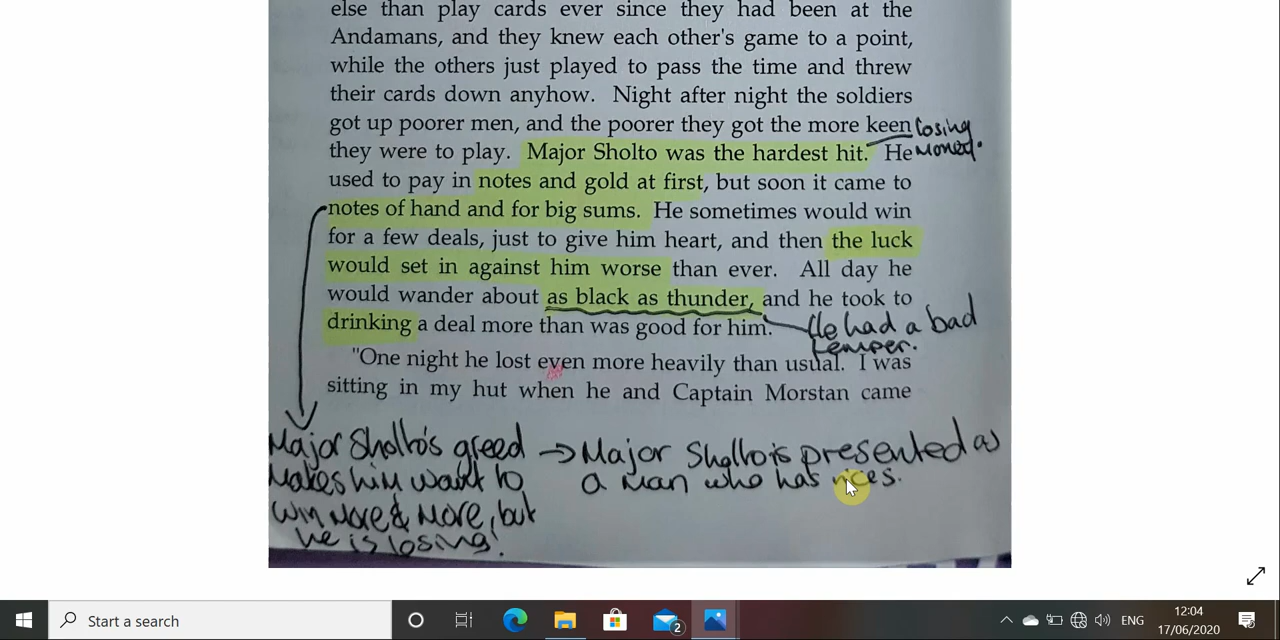 else than play cards ever since they had been at the
Andamans, and they knew each other's game to a point,
while the others just played to pass the time and threw
their cards down anyhow. Night after night the soldiers
got up poorer men, and the poorer they got the more keen
losing
they were to play. Major Sholto was the hardest hit. He
money.
used to pay in notes and gold at first, but soon it came to
notes of hand and for big sums. He sometimes would win
for a few deals, just to give him heart, and then the luck
would set in against him worse than ever. All day he
would wander about as black as thunder, and he took to
drinking a deal more than was good for him.
He had a bad
temper.
"One night he lost even more heavily than usual. I was
sitting in my hut when he and Captain Morstan came
Major Sholto's greed
makes him want to
win more & more, but
he is losing!
→ Major Sholto is presented as
a man who has vices.
Start a search
2
ENG
12:04
17/06/2020